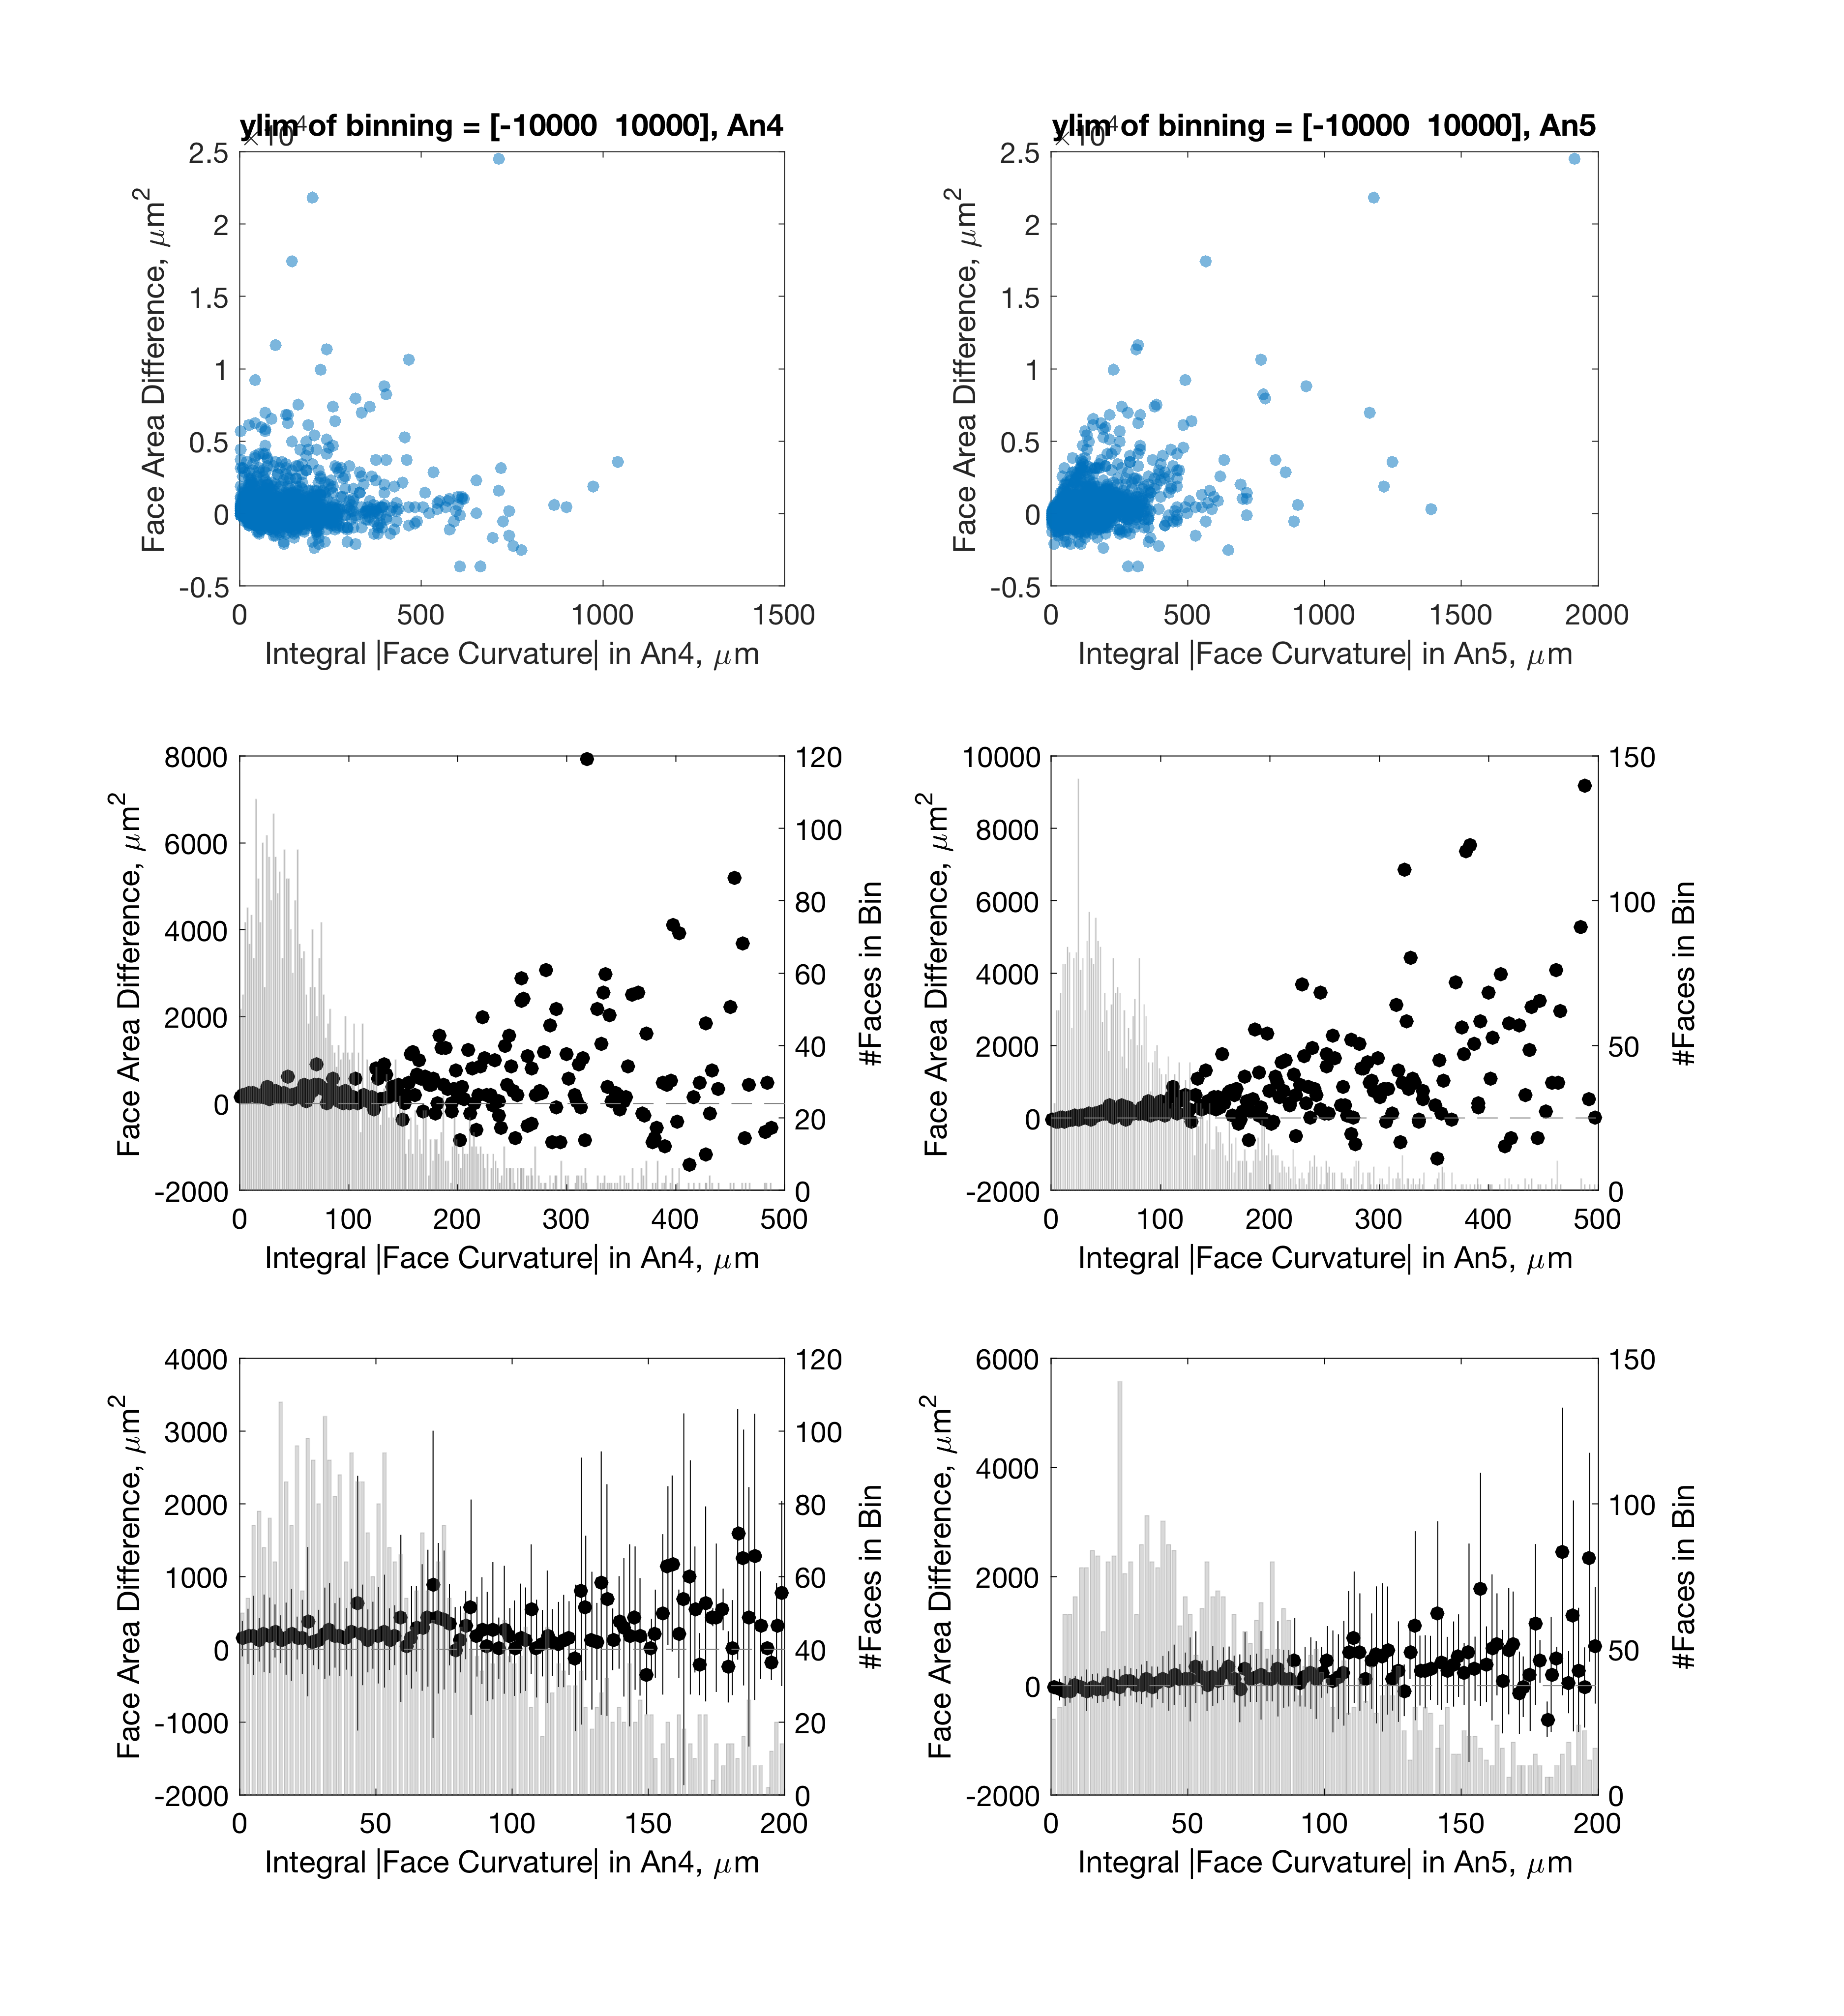 ylim of binning = [-10000  10000], An4
×10⁴
2.5
2
1.5
1
0.5
0
-0.5
Face Area Difference, μm²
0 500 1000 1500
Integral |Face Curvature| in An4, μm
ylim of binning = [-10000  10000], An5
×10⁴
2.5
2
1.5
1
0.5
0
-0.5
Face Area Difference, μm²
0 500 1000 1500 2000
Integral |Face Curvature| in An5, μm
8000
6000
4000
2000
0
-2000
Face Area Difference, μm²
120
100
80
60
40
20
0
#Faces in Bin
0 100 200 300 400 500
Integral |Face Curvature| in An4, μm
10000
8000
6000
4000
2000
0
-2000
Face Area Difference, μm²
150
100
50
0
#Faces in Bin
0 100 200 300 400 500
Integral |Face Curvature| in An5, μm
4000
3000
2000
1000
0
-1000
-2000
Face Area Difference, μm²
120
100
80
60
40
20
0
#Faces in Bin
0 50 100 150 200
Integral |Face Curvature| in An4, μm
6000
4000
2000
0
-2000
Face Area Difference, μm²
150
100
50
0
#Faces in Bin
0 50 100 150 200
Integral |Face Curvature| in An5, μm